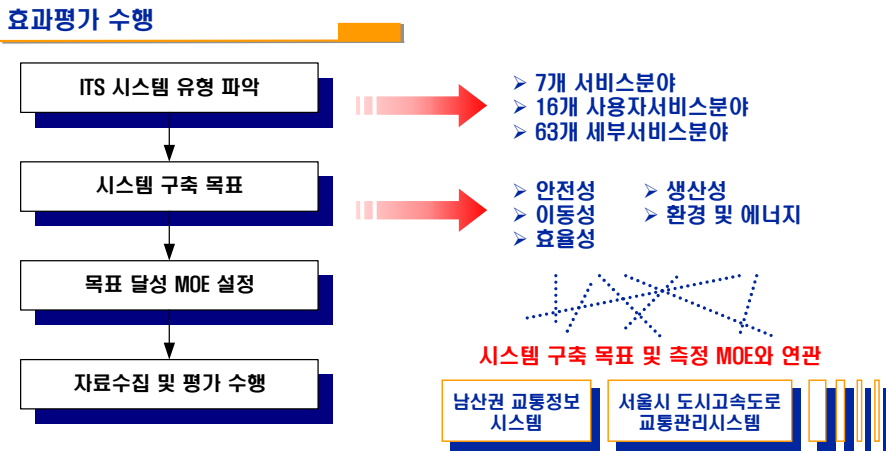 효과평가 수행
ITS 시스템 유형 파악
➢ 7개 서비스분야
➢ 16개 사용자서비스분야
➢ 63개 세부서비스분야
시스템 구축 목표
➢ 안전성
➢ 이동성
➢ 효율성
➢ 생산성
➢ 환경 및 에너지
목표 달성 MOE 설정
자료수집 및 평가 수행
시스템 구축 목표 및 측정 MOE와 연관
남산권 교통정보
시스템
서울시 도시고속도로
교통관리시스템